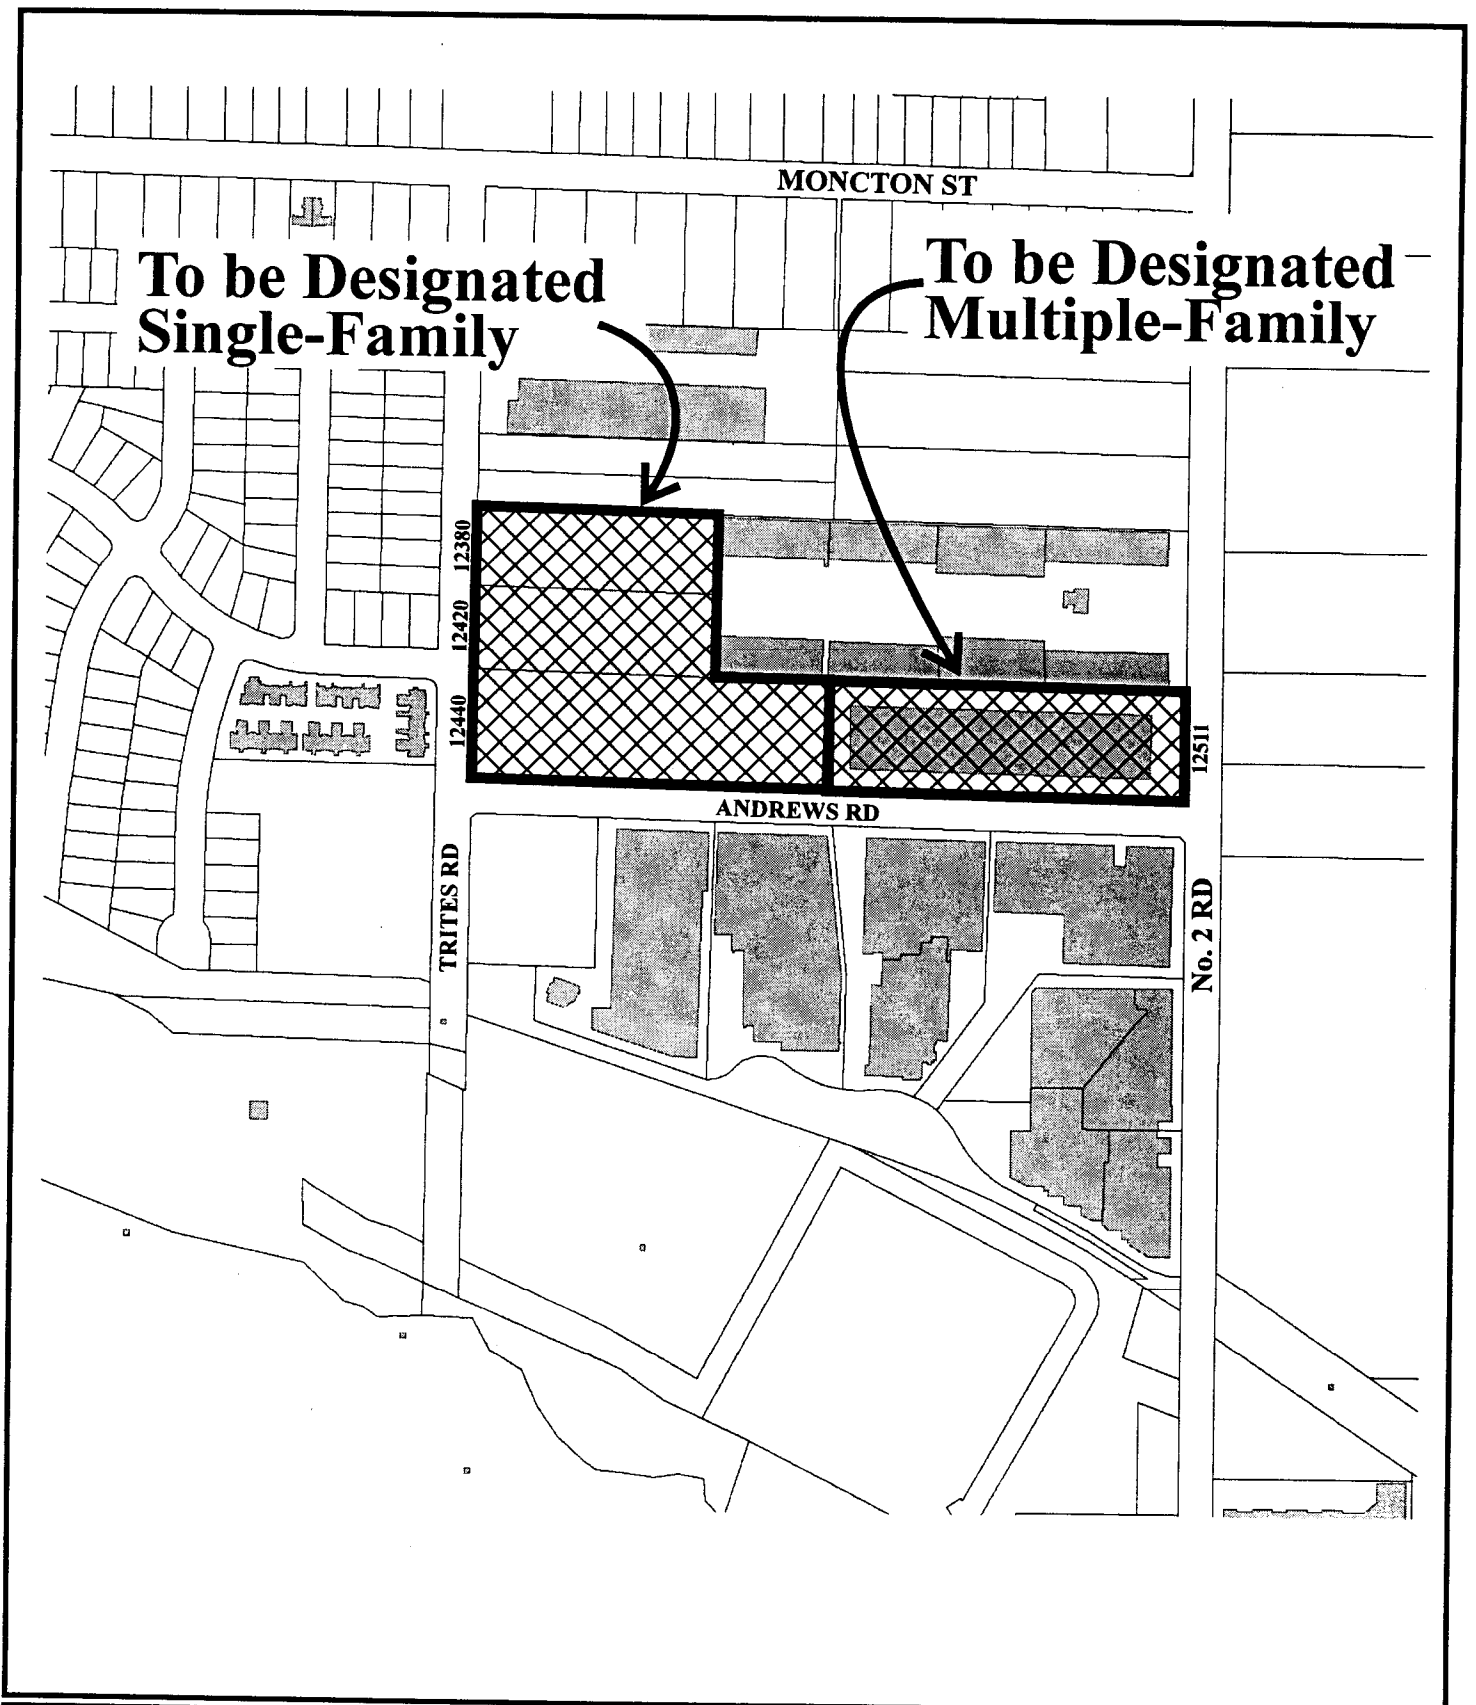 MONCTON ST
To be Designated
Single-Family
To be Designated
Multiple-Family
12380
12420
12440
12511
ANDREWS RD
TRITES RD
No. 2 RD